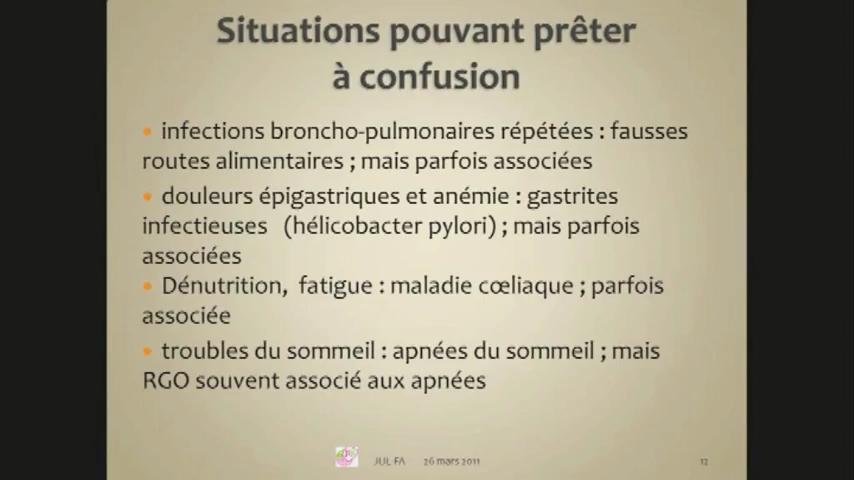 Situations pouvant prêter
à confusion
• infections broncho-pulmonaires répétées : fausses
routes alimentaires ; mais parfois associées
• douleurs épigastriques et anémie : gastrites
infectieuses (hélicobacter pylori) ; mais parfois
associées
• Dénutrition, fatigue : maladie cœliaque ; parfois
associée
• troubles du sommeil : apnées du sommeil ; mais
RGO souvent associé aux apnées
JUL FA 26 mars 2011 12